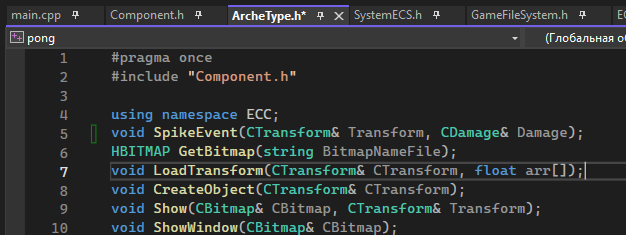 main.cpp Component.h ArcheType.h* SystemECS.h GameFileSystem.h
pong (Глобальная об
1 #pragma once
2 #include "Component.h"
3
4 using namespace ECC;
5 void SpikeEvent(CTransform& Transform, CDamage& Damage);
6 HBITMAP GetBitmap(string BitmapNameFile);
7 void LoadTransform(CTransform& CTransform, float arr[]);
8 void CreateObject(CTransform& CTransform);
9 void Show(CBitmap& CBitmap, CTransform& Transform);
10 void ShowWindow(CBitmap& CBitmap);